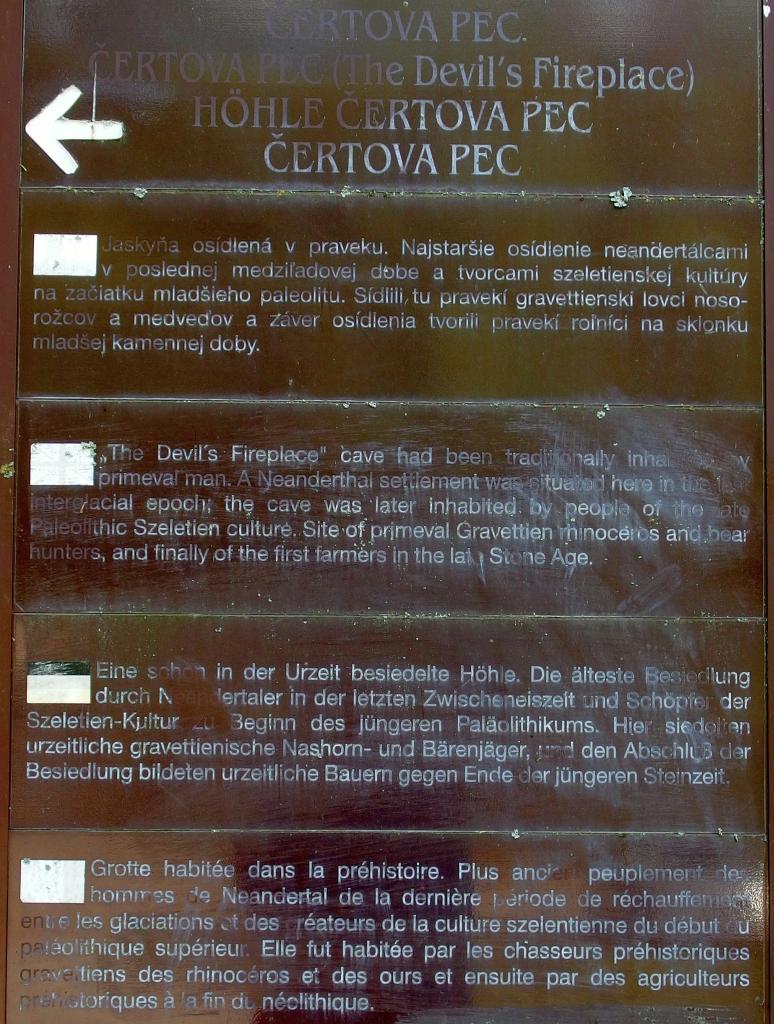 ČERTOVA PEC
ČERTOVA PEC (The Devil's Fireplace)
HÖHLE ČERTOVA PEC
ČERTOVA PEC
Jaskyňa osídlená v praveku. Najstaršie osídlenie neandertálcami
v poslednej medziľadovej dobe a tvorcami szeletienskej kultúry
na začiatku mladšieho paleolitu. Sídlili tu pravekí gravettienski lovci noso-
rožcov a medveďov a záver osídlenia tvorili pravekí roľníci na sklonku
mladšej kamennej doby.
„The Devil's Fireplace" cave had been traditionally
primeval man. A Neanderthal settlement was situated here in the
interglacial epoch; the cave was later inhabited by people of the late
Paleolithic Szeletien culture. Site of primeval Gravettien rhinoceros and bear
hunters, and finally of the first farmers in the Stone Age.
Eine schon in der Urzeit besiedelte Höhle. Die älteste Besiedlung
durch Neandertaler in der letzten Zwischeneiszeit und Schöpfer der
Szeletien-Kultur zu Beginn des jüngeren Paläolithikums. Hier siedelten
urzeitliche gravettienische Nashorn- und Bärenjäger, und den Abschluß der
Besiedlung bildeten urzeitliche Bauern gegen Ende der jüngeren Steinzeit.
Grotte habitée dans la préhistoire. Plus ancien peuplement des
hommes de Neandertal de la dernière période de réchauffement
entre les glaciations et des créateurs de la culture szelentienne du début du
paléolithique supérieur. Elle fut habitée par les chasseurs préhistoriques
gravettiens des rhinocéros et des ours et ensuite par des agriculteurs
préhistoriques à la fin du néolithique.